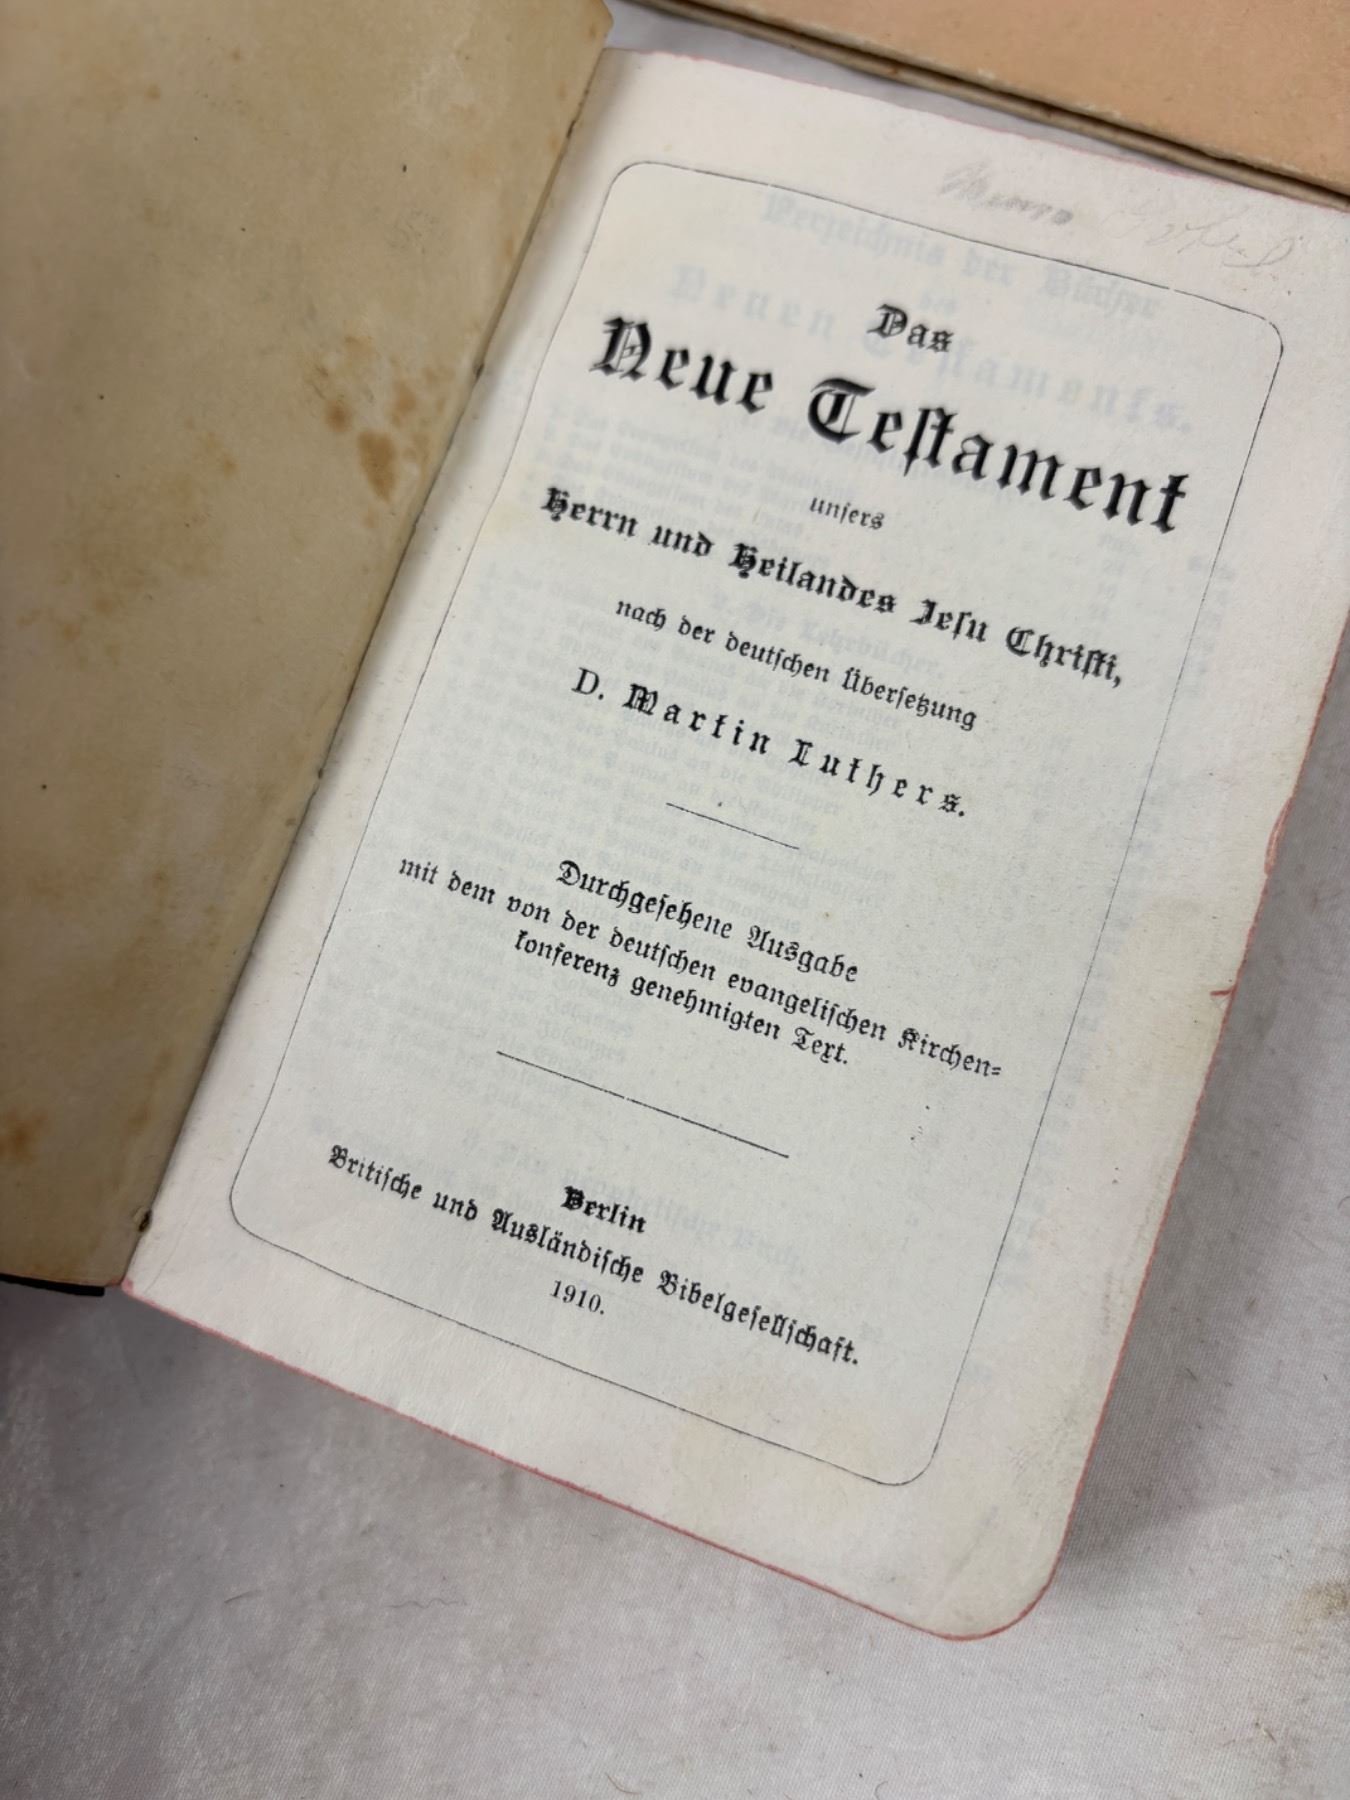 Das
Neue Teſtament
unſers
Herrn und Heilandes Jeſu Chriſti,
nach der deutſchen Überſetzung
D. Martin Luthers.
Durchgeſehene Ausgabe
mit dem von der deutſchen evangeliſchen Kirchen-
konferenz genehmigten Text.
Berlin
Britiſche und Ausländiſche Bibelgeſellſchaft.
1910.